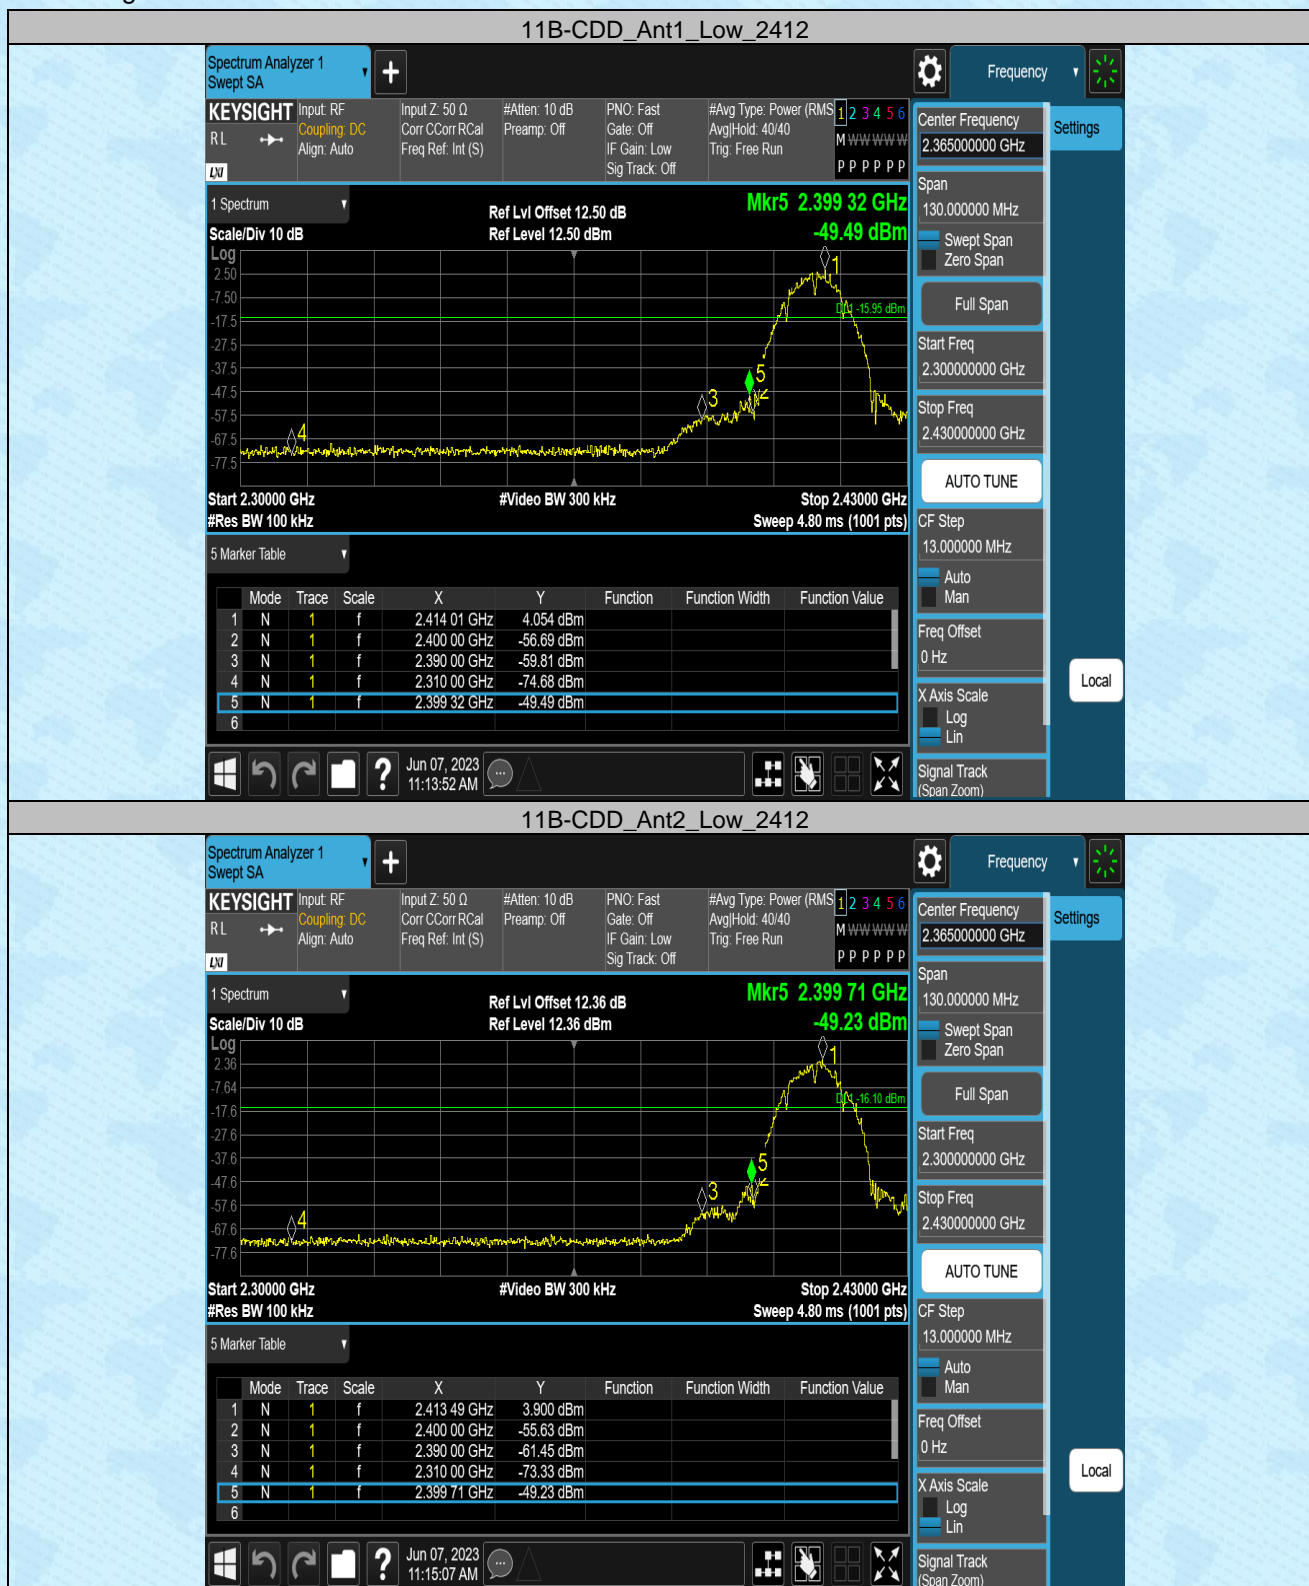 11B-CDD_Ant1_Low_2412
Spectrum Analyzer 1
Swept SA
Frequency
KEYSIGHT Input: RF Input Z: 50 Ω #Atten: 10 dB PNO: Fast #Avg Type: Power (RMS 1 2 3 4 5 6
RL Coupling: DC Corr CCorr RCal Preamp: Off Gate: Off Avg|Hold: 40/40 M W W W W W
Align: Auto Freq Ref: Int (S) IF Gain: Low Trig: Free Run P P P P P P
LXI Sig Track: Off
1 Spectrum
Scale/Div 10 dB
Ref Lvl Offset 12.50 dB
Ref Level 12.50 dBm
Mkr5 2.399 32 GHz
-49.49 dBm
Log
2.50
-7.50
-17.5
-27.5
-37.5
-47.5
-57.5
-67.5
-77.5
1
DL1 -15.95 dBm
5
2
3
4
Start 2.30000 GHz #Video BW 300 kHz Stop 2.43000 GHz
#Res BW 100 kHz Sweep 4.80 ms (1001 pts)
5 Marker Table
Mode Trace Scale X Y Function Function Width Function Value
1 N 1 f 2.414 01 GHz 4.054 dBm
2 N 1 f 2.400 00 GHz -56.69 dBm
3 N 1 f 2.390 00 GHz -59.81 dBm
4 N 1 f 2.310 00 GHz -74.68 dBm
5 N 1 f 2.399 32 GHz -49.49 dBm
6
Jun 07, 2023
11:13:52 AM
Center Frequency
2.365000000 GHz
Settings
Span
130.000000 MHz
Swept Span
Zero Span
Full Span
Start Freq
2.300000000 GHz
Stop Freq
2.430000000 GHz
AUTO TUNE
CF Step
13.000000 MHz
Auto
Man
Freq Offset
0 Hz
Local
X Axis Scale
Log
Lin
Signal Track
(Span Zoom)
11B-CDD_Ant2_Low_2412
Spectrum Analyzer 1
Swept SA
Frequency
KEYSIGHT Input: RF Input Z: 50 Ω #Atten: 10 dB PNO: Fast #Avg Type: Power (RMS 1 2 3 4 5 6
RL Coupling: DC Corr CCorr RCal Preamp: Off Gate: Off Avg|Hold: 40/40 M W W W W W
Align: Auto Freq Ref: Int (S) IF Gain: Low Trig: Free Run P P P P P P
LXI Sig Track: Off
1 Spectrum
Scale/Div 10 dB
Ref Lvl Offset 12.36 dB
Ref Level 12.36 dBm
Mkr5 2.399 71 GHz
-49.23 dBm
Log
2.36
-7.64
-17.6
-27.6
-37.6
-47.6
-57.6
-67.6
-77.6
1
DL1 -16.10 dBm
5
2
3
4
Start 2.30000 GHz #Video BW 300 kHz Stop 2.43000 GHz
#Res BW 100 kHz Sweep 4.80 ms (1001 pts)
5 Marker Table
Mode Trace Scale X Y Function Function Width Function Value
1 N 1 f 2.413 49 GHz 3.900 dBm
2 N 1 f 2.400 00 GHz -55.63 dBm
3 N 1 f 2.390 00 GHz -61.45 dBm
4 N 1 f 2.310 00 GHz -73.33 dBm
5 N 1 f 2.399 71 GHz -49.23 dBm
6
Jun 07, 2023
11:15:07 AM
Center Frequency
2.365000000 GHz
Settings
Span
130.000000 MHz
Swept Span
Zero Span
Full Span
Start Freq
2.300000000 GHz
Stop Freq
2.430000000 GHz
AUTO TUNE
CF Step
13.000000 MHz
Auto
Man
Freq Offset
0 Hz
Local
X Axis Scale
Log
Lin
Signal Track
(Span Zoom)